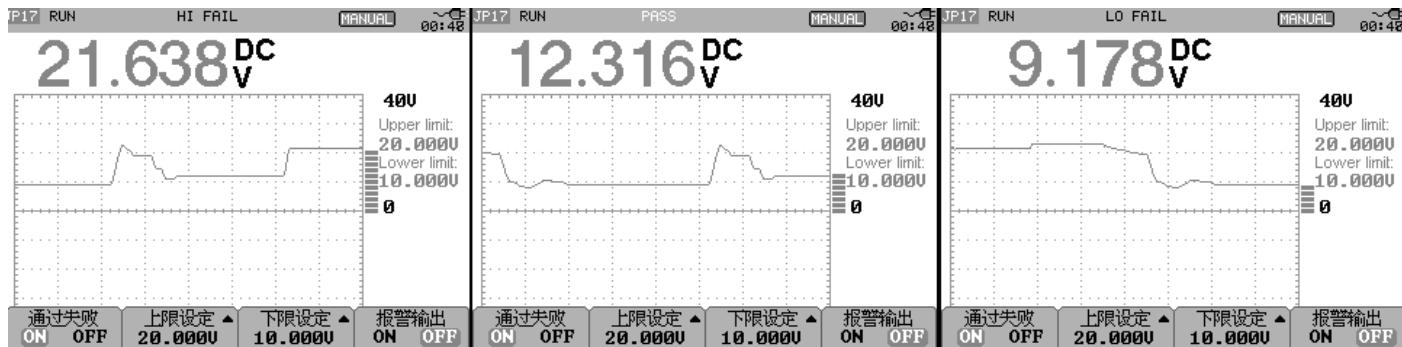 JP17 RUN HI FAIL MANUAL 00:48
21.638 DC V
40V
Upper limit:
20.000V
Lower limit:
10.000V
0
通过失败 上限设定 ▲ 下限设定 ▲ 报警输出
ON OFF 20.000V 10.000V ON OFF
JP17 RUN PASS MANUAL 00:48
12.316 DC V
40V
Upper limit:
20.000V
Lower limit:
10.000V
0
通过失败 上限设定 ▲ 下限设定 ▲ 报警输出
ON OFF 20.000V 10.000V ON OFF
JP17 RUN LO FAIL MANUAL 00:48
9.178 DC V
40V
Upper limit:
20.000V
Lower limit:
10.000V
0
通过失败 上限设定 ▲ 下限设定 ▲ 报警输出
ON OFF 20.000V 10.000V ON OFF